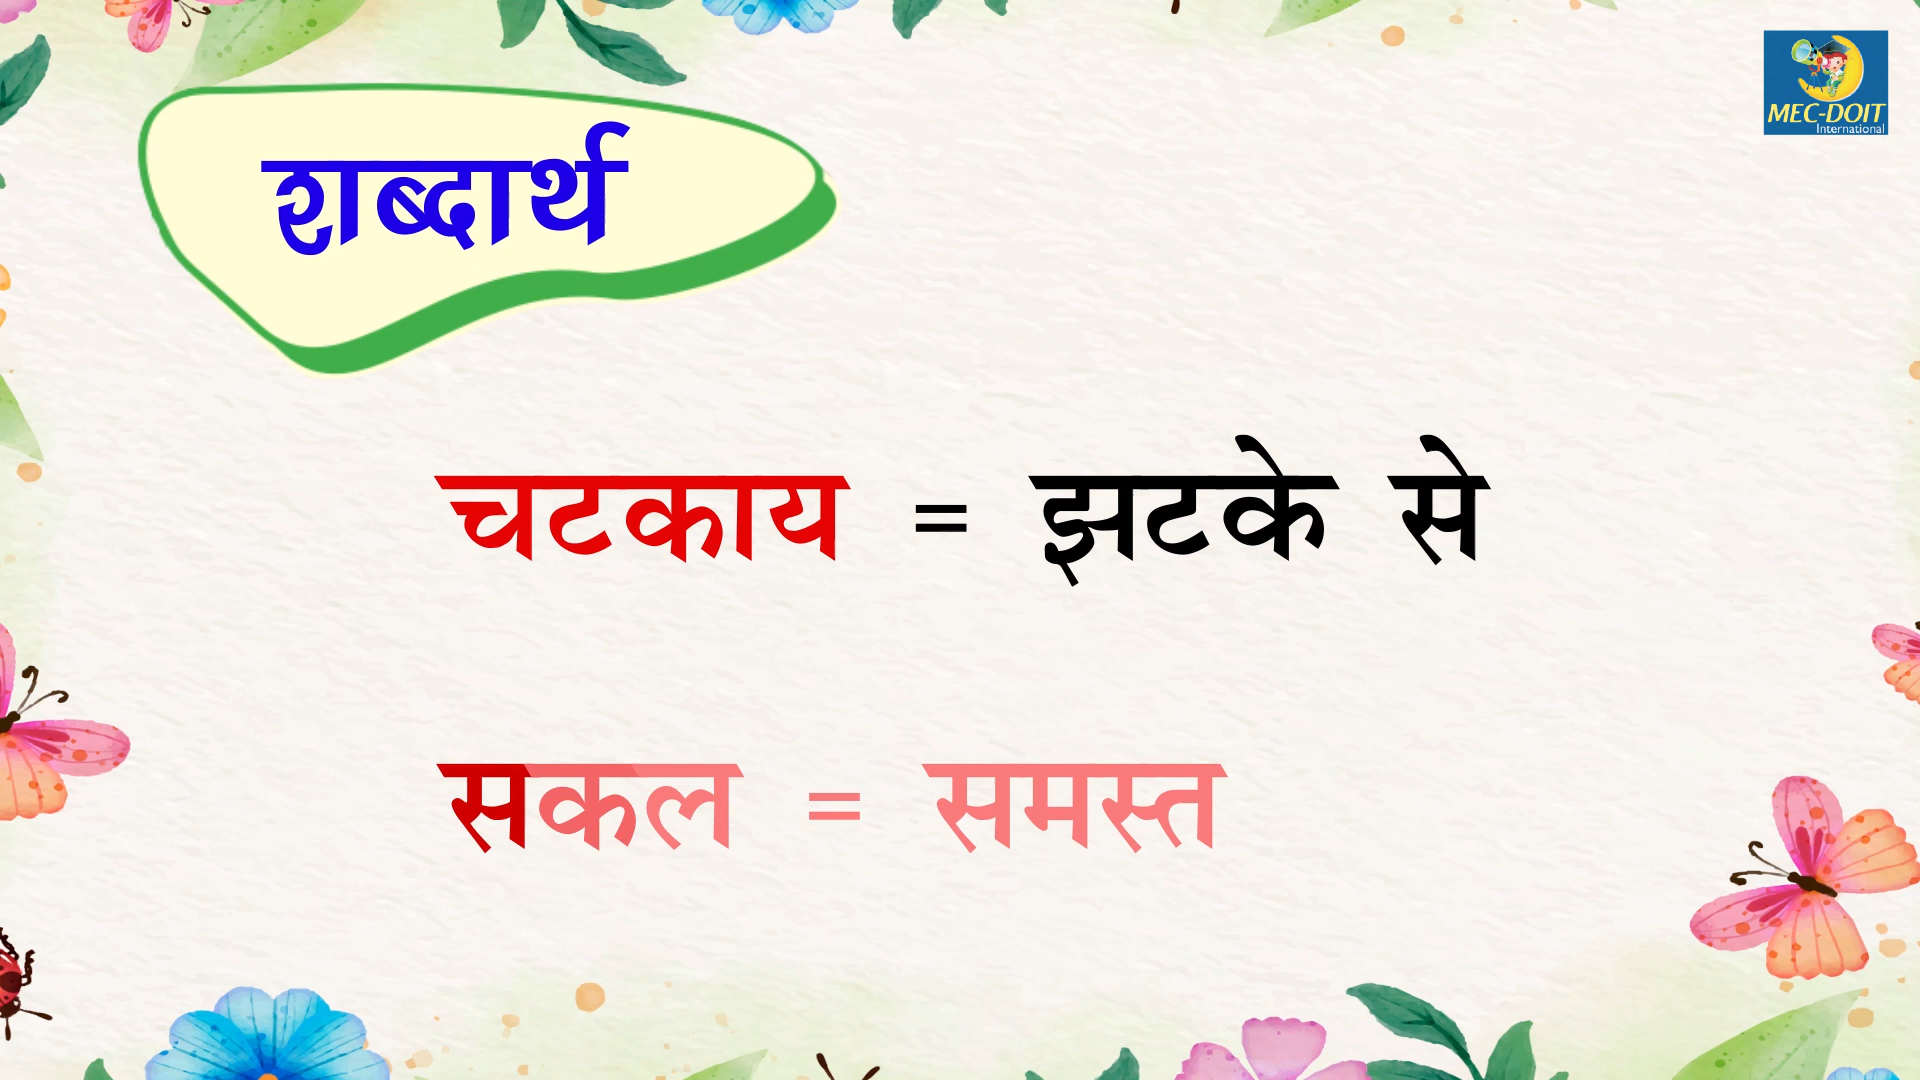 MEC-DOIT
International
शब्दार्थ
चटकाय = झटके से
सकल = समस्त